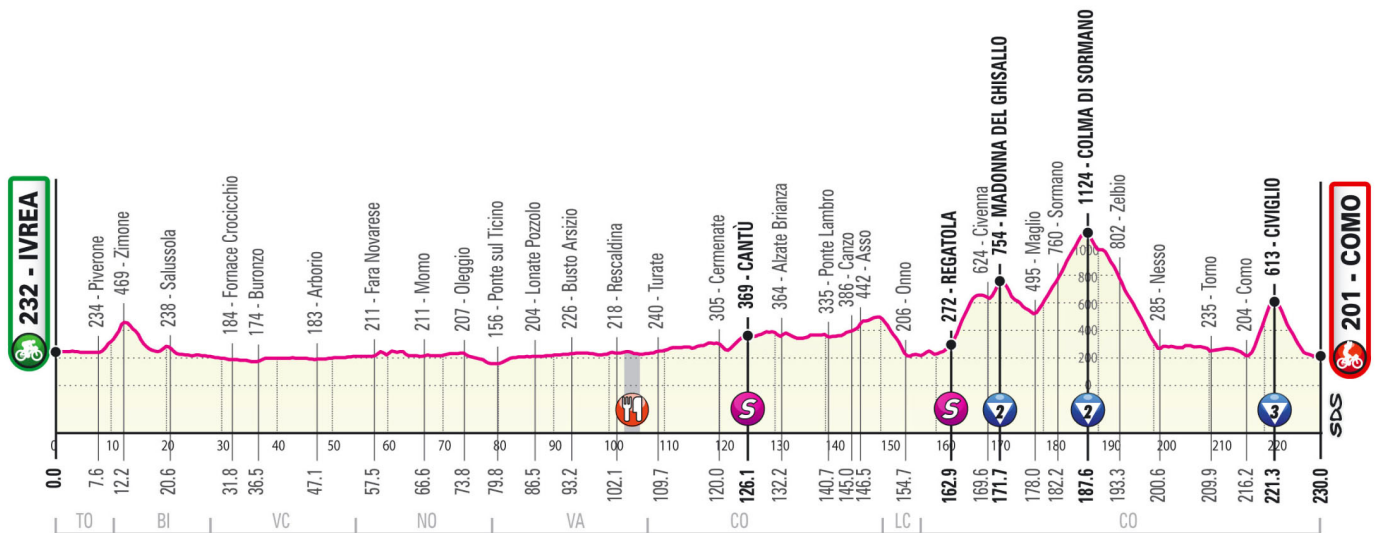 232 - IVREA
234 - Piverone
469 - Zimone
238 - Salussola
184 - Fornace Crocicchio
174 - Buronzo
183 - Arborio
211 - Fara Novarese
211 - Momo
207 - Oleggio
156 - Ponte sul Ticino
204 - Lonate Pozzolo
226 - Busto Arsizio
218 - Rescaldina
240 - Turate
305 - Cermenate
369 - CANTÙ
364 - Alzate Brianza
335 - Ponte Lambro
386 - Canzo
442 - Asso
206 - Onno
272 - REGATOLA
624 - Civenna
754 - MADONNA DEL GHISALLO
495 - Maglio
760 - Sormano
1124 - COLMA DI SORMANO
802 - Zelbio
285 - Nesso
235 - Torno
204 - Como
613 - CIVIGLIO
201 - COMO
1000
800
600
400
200
0
S
S
2
2
3
SDS
0 10 20 30 40 50 60 70 80 90 100 110 120 130 140 150 160 170 180 190 200 210 220
0.0 7.6 12.2 20.6 31.8 36.5 47.1 57.5 66.6 73.8 79.8 86.5 93.2 102.1 109.7 120.0 126.1 132.2 140.7 145.0 146.5 154.7 162.9 169.6 171.7 178.0 182.2 187.6 193.3 200.6 209.9 216.2 221.3 230.0
TO BI VC NO VA CO LC CO